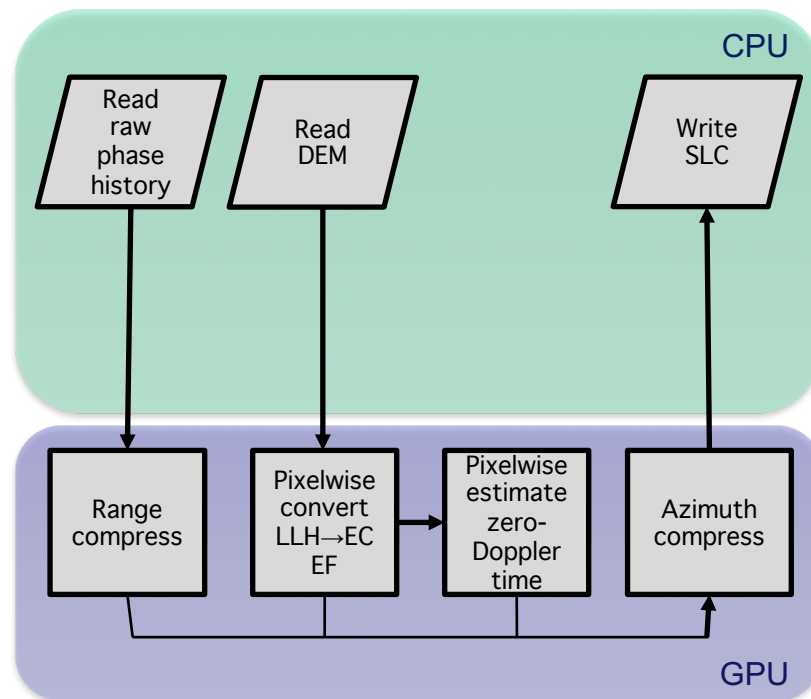 CPU
Read
raw
phase
history
Read
DEM
Write
SLC
Range
compress
Pixelwise
convert
LLH→EC
EF
Pixelwise
estimate
zero-
Doppler
time
Azimuth
compress
GPU